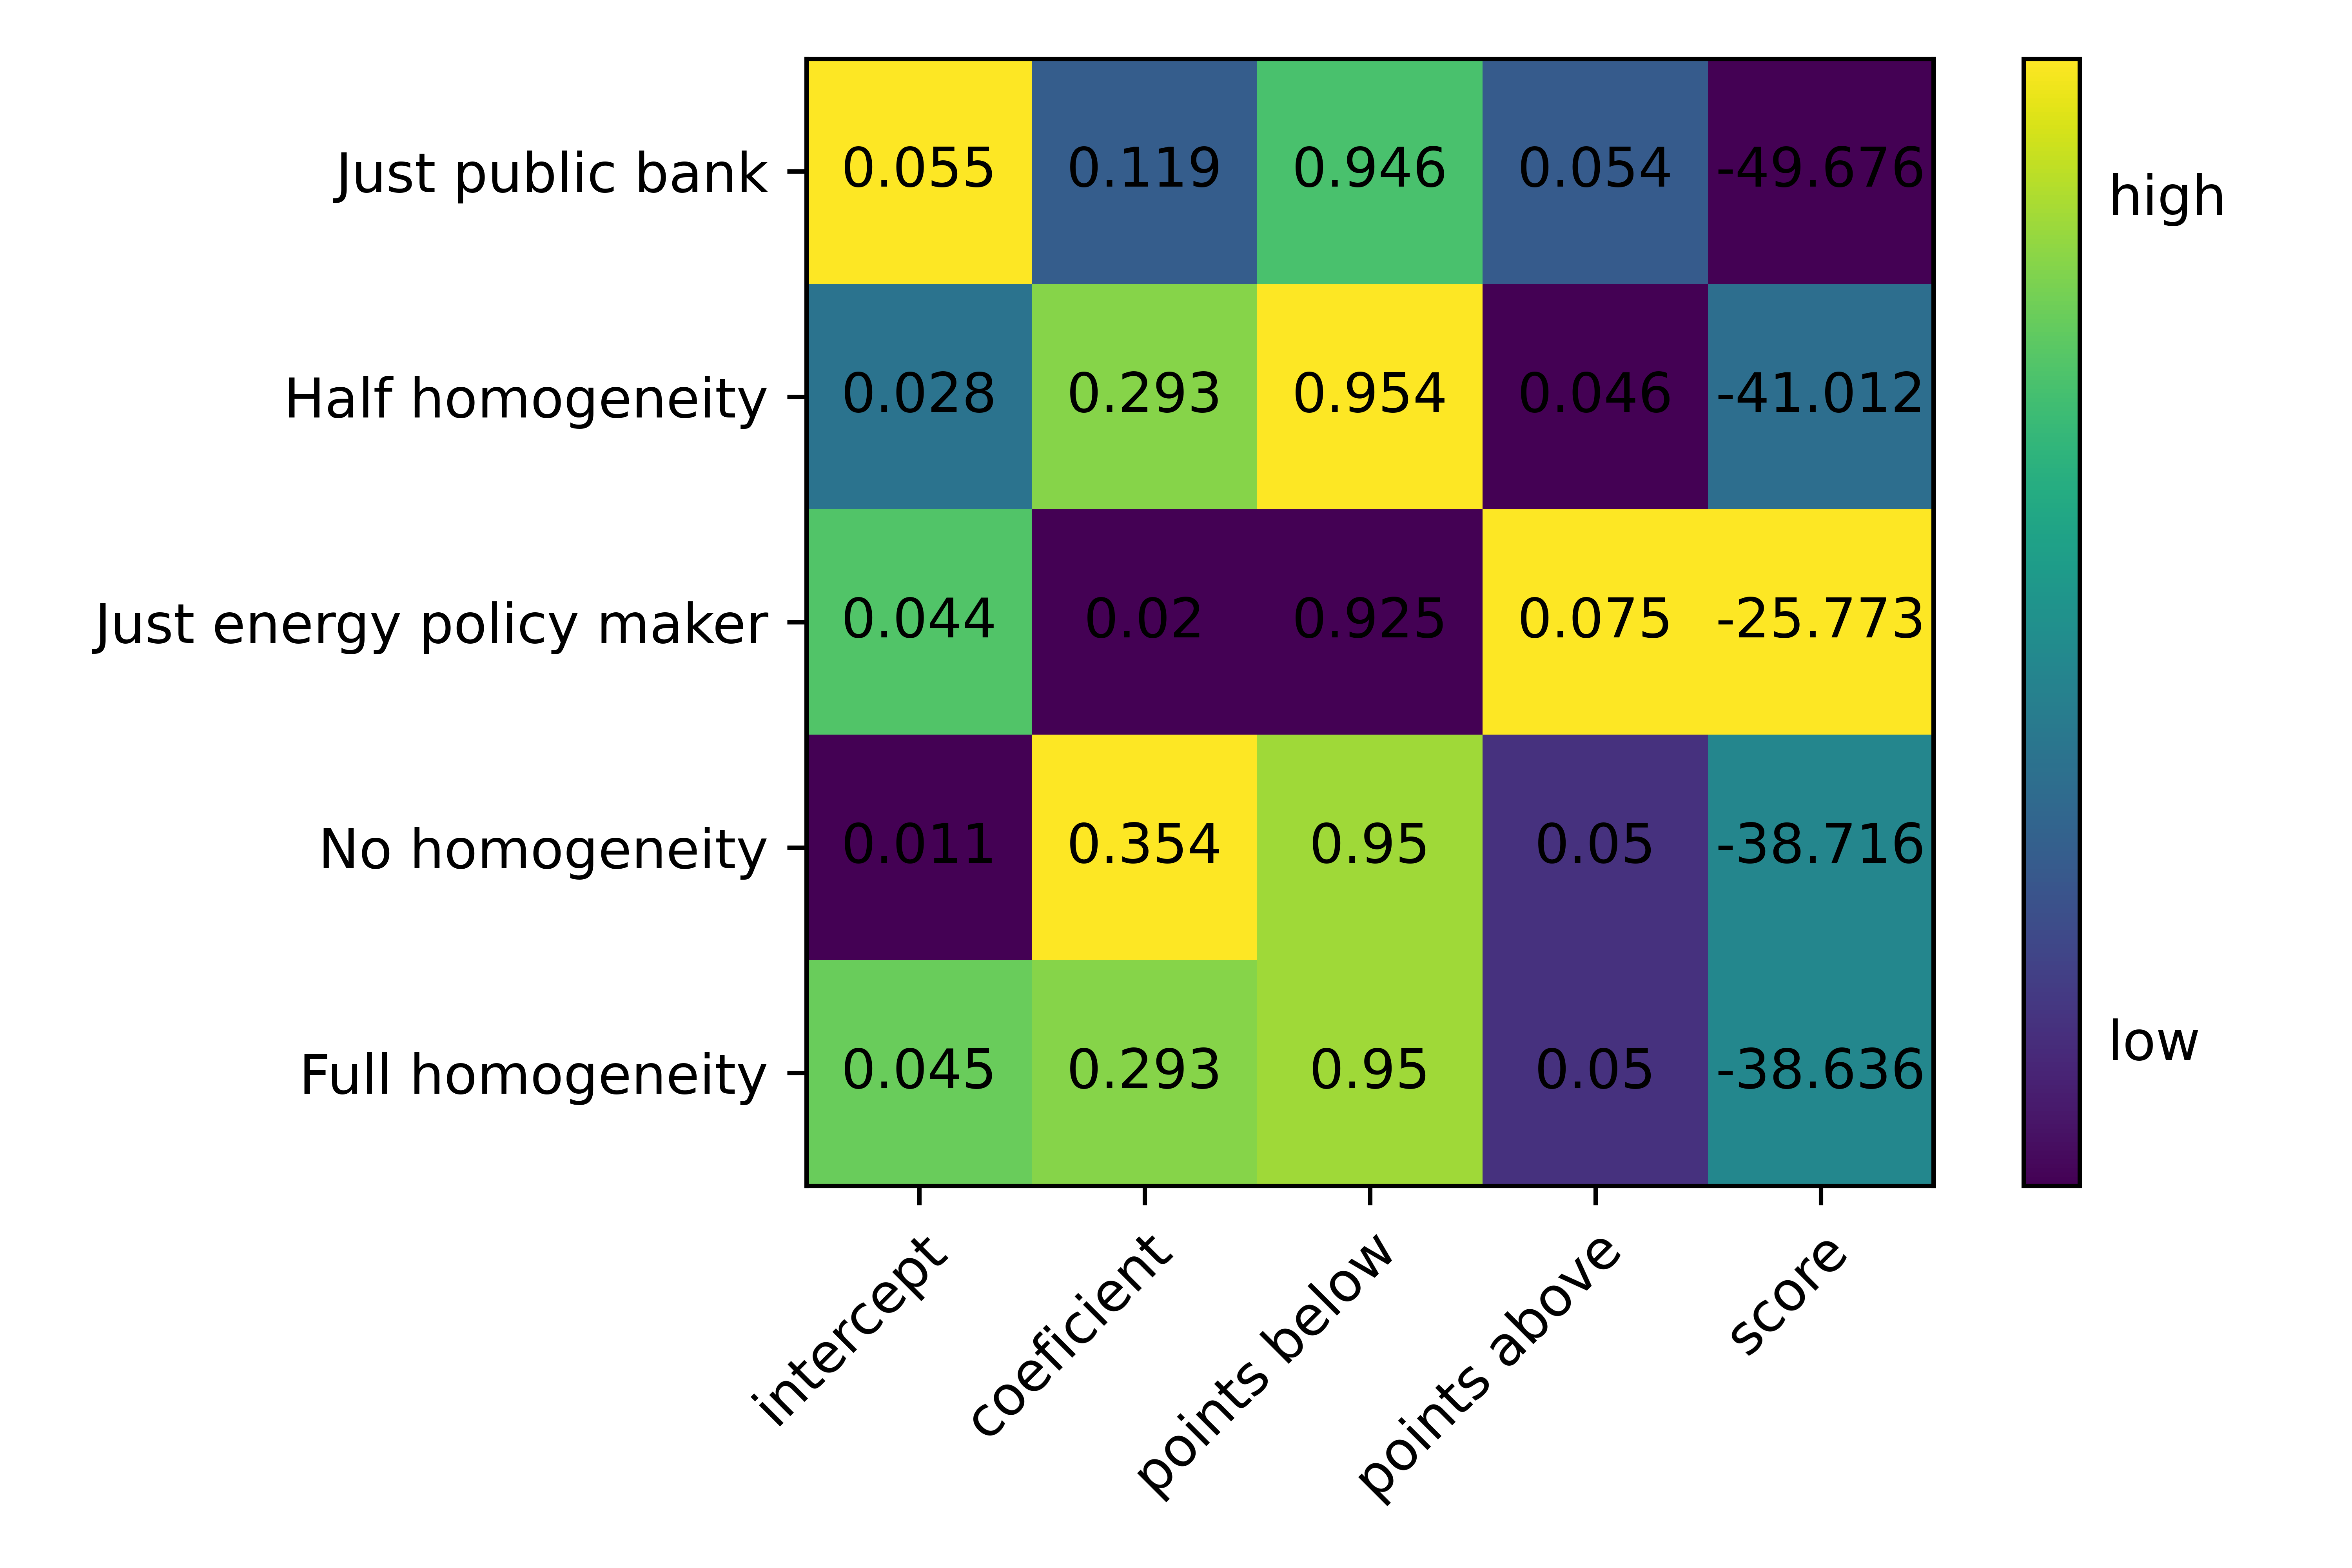 Just public bank 0.055 0.119 0.946 0.054 -49.676
high
Half homogeneity 0.028 0.293 0.954 0.046 -41.012
Just energy policy maker 0.044 0.02 0.925 0.075 -25.773
No homogeneity 0.011 0.354 0.95 0.05 -38.716
low
Full homogeneity 0.045 0.293 0.95 0.05 -38.636
intercept
coeficient
points below
points above
score